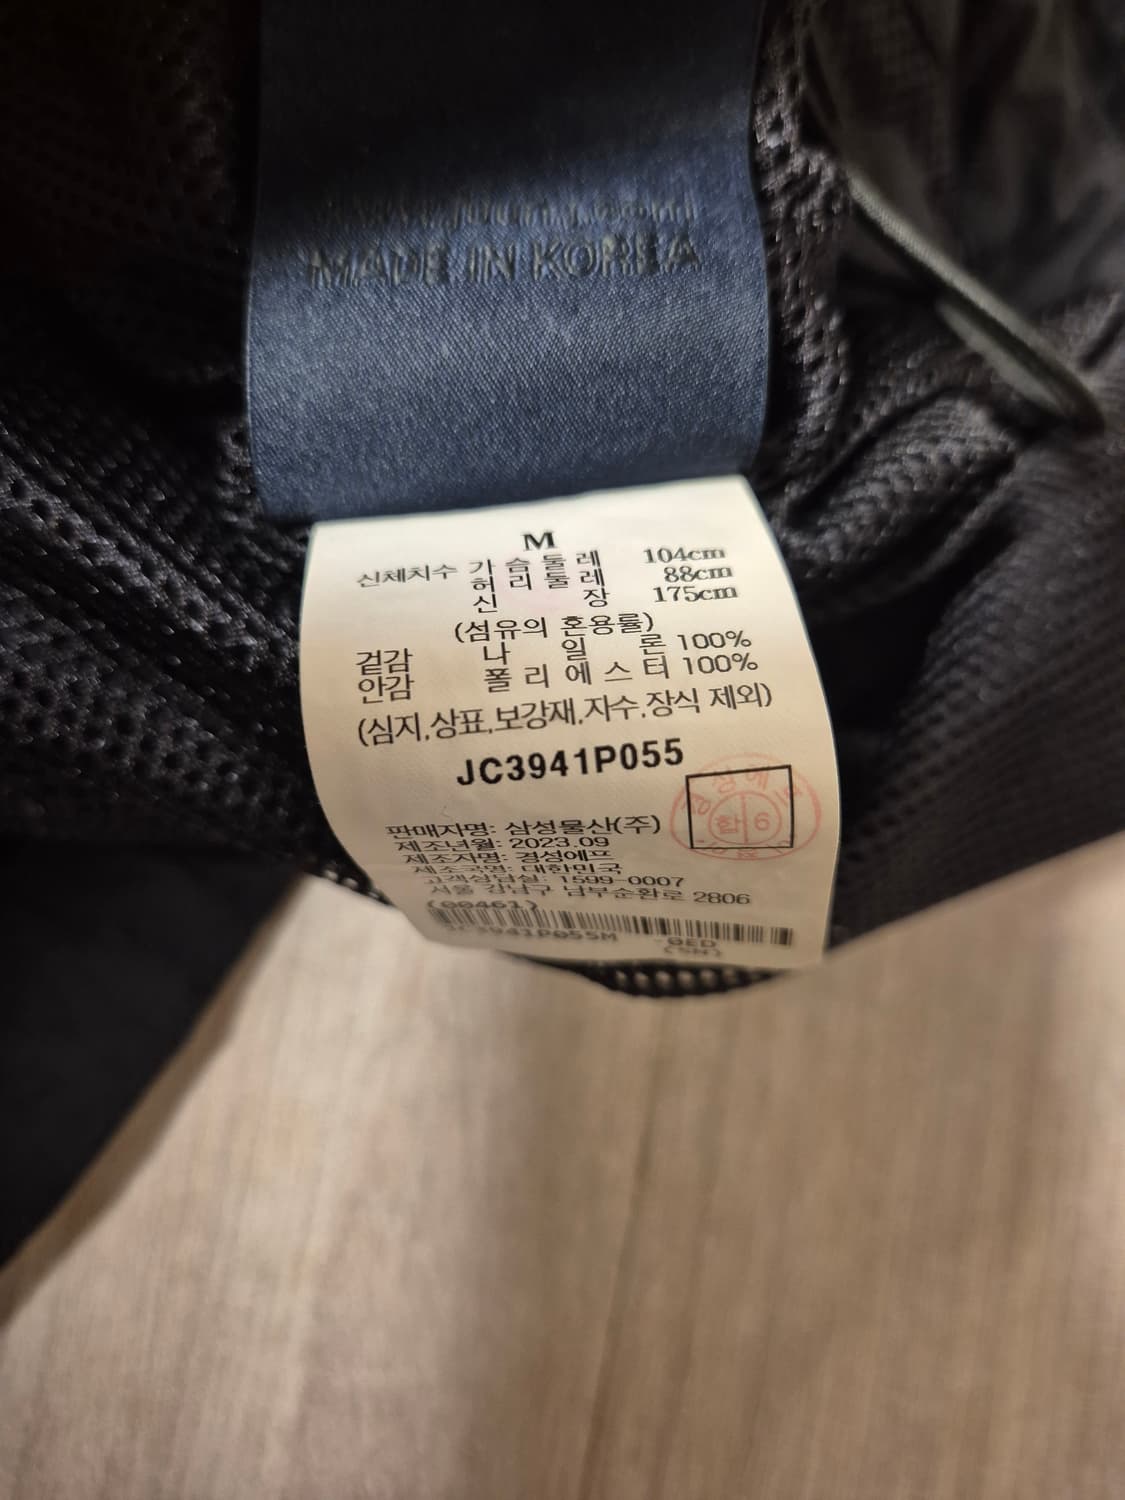 MADE IN KOREA
M
신체치수 가슴둘레 104cm
허리둘레 88cm
신장 175cm
(섬유의 혼용률)
겉감 나일론 100%
안감 폴리에스터 100%
(심지,상표,보강재,자수,장식 제외)
JC3941P055
합 6
판매자명: 삼성물산(주)
제조년월: 2023.09
제조자명: 경성에프
제조국명: 대한민국
고객상담실: 1599-0007
서울 강남구 남부순환로 2806
(00461)
JC3941P055M